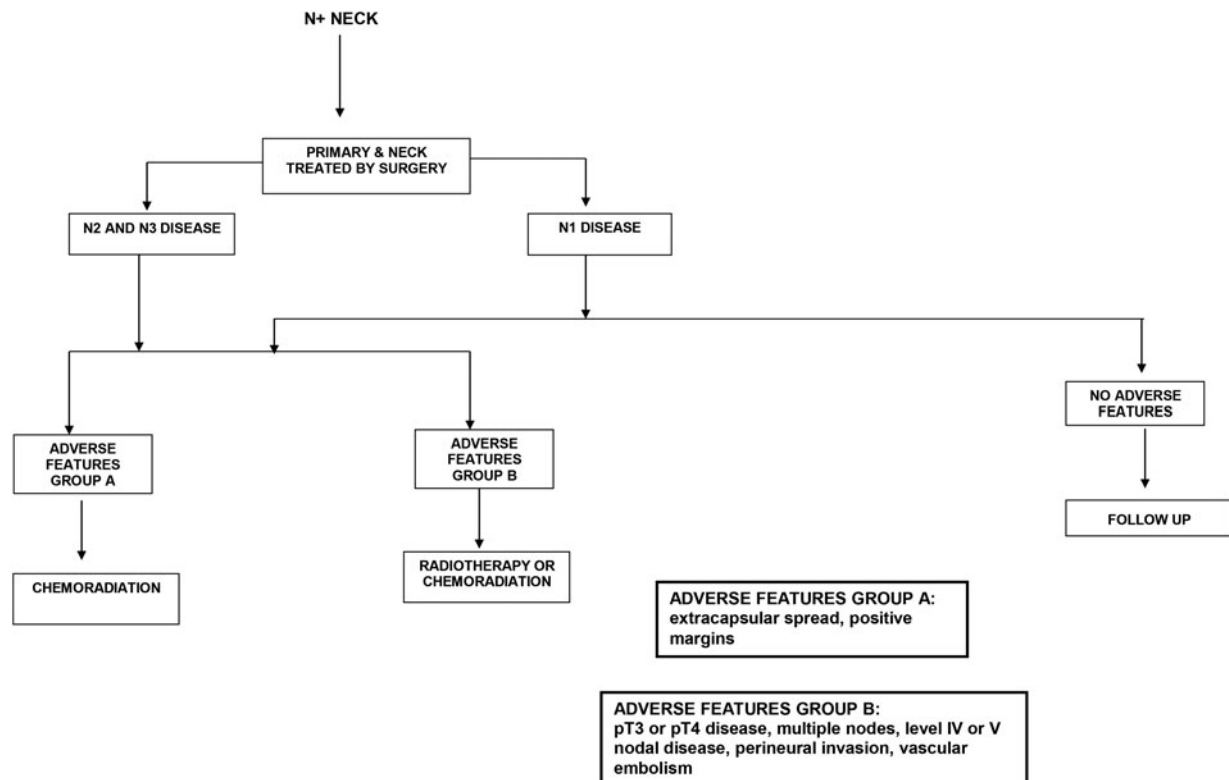 N+ NECK
PRIMARY & NECK
TREATED BY SURGERY
N2 AND N3 DISEASE
N1 DISEASE
NO ADVERSE
FEATURES
ADVERSE
FEATURES
GROUP A
ADVERSE
FEATURES
GROUP B
FOLLOW UP
CHEMORADIATION
RADIOTHERAPY OR
CHEMORADIATION
ADVERSE FEATURES GROUP A:
extracapsular spread, positive
margins
ADVERSE FEATURES GROUP B:
pT3 or pT4 disease, multiple nodes, level IV or V
nodal disease, perineural invasion, vascular
embolism